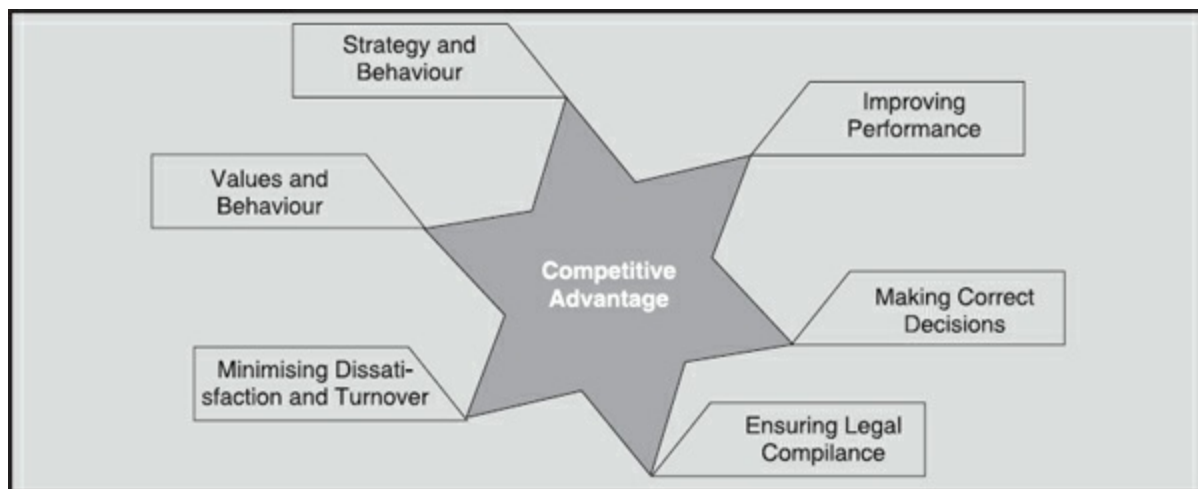 Strategy and
Behaviour
Improving
Performance
Values and
Behaviour
Competitive
Advantage
Making Correct
Decisions
Minimising Dissati-
sfaction and Turnover
Ensuring Legal
Compilance